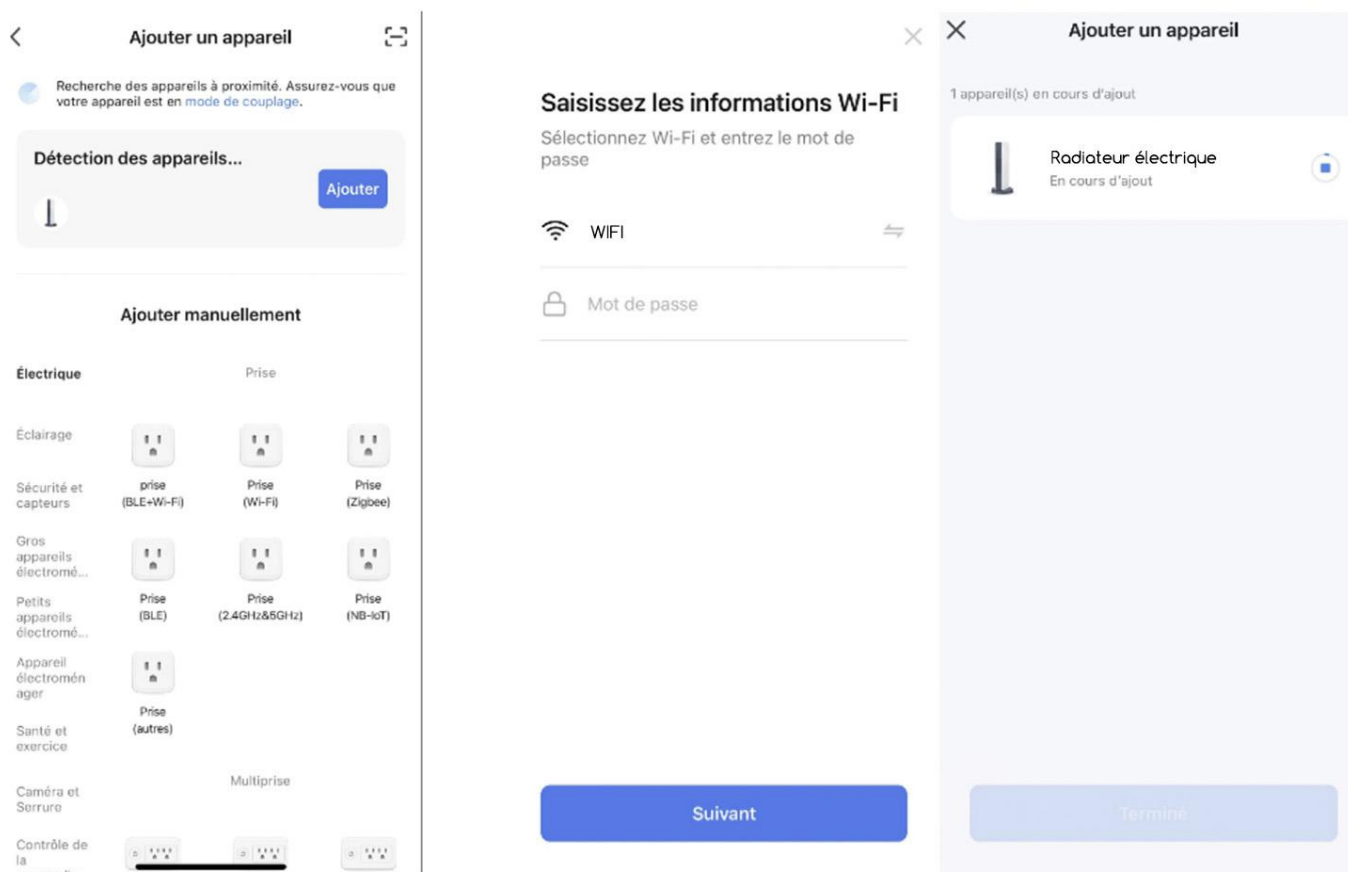 Ajouter un appareil
Recherche des appareils à proximité. Assurez-vous que
votre appareil est en mode de couplage.
Détection des appareils...
Ajouter
Ajouter manuellement
Électrique
Prise
Éclairage
Sécurité et
capteurs
Gros
appareils
électromé...
Petits
appareils
électromé...
Appareil
électromén
ager
Santé et
exercice
Caméra et
Serrure
Contrôle de
la
prise
(BLE+Wi-Fi)
Prise
(Wi-Fi)
Prise
(Zigbee)
Prise
(BLE)
Prise
(2.4GHz&5GHz)
Prise
(NB-IoT)
Prise
(autres)
Multiprise
Saisissez les informations Wi-Fi
Sélectionnez Wi-Fi et entrez le mot de
passe
WIFI
Mot de passe
Suivant
Ajouter un appareil
1 appareil(s) en cours d'ajout
Radiateur électrique
En cours d'ajout
Terminé